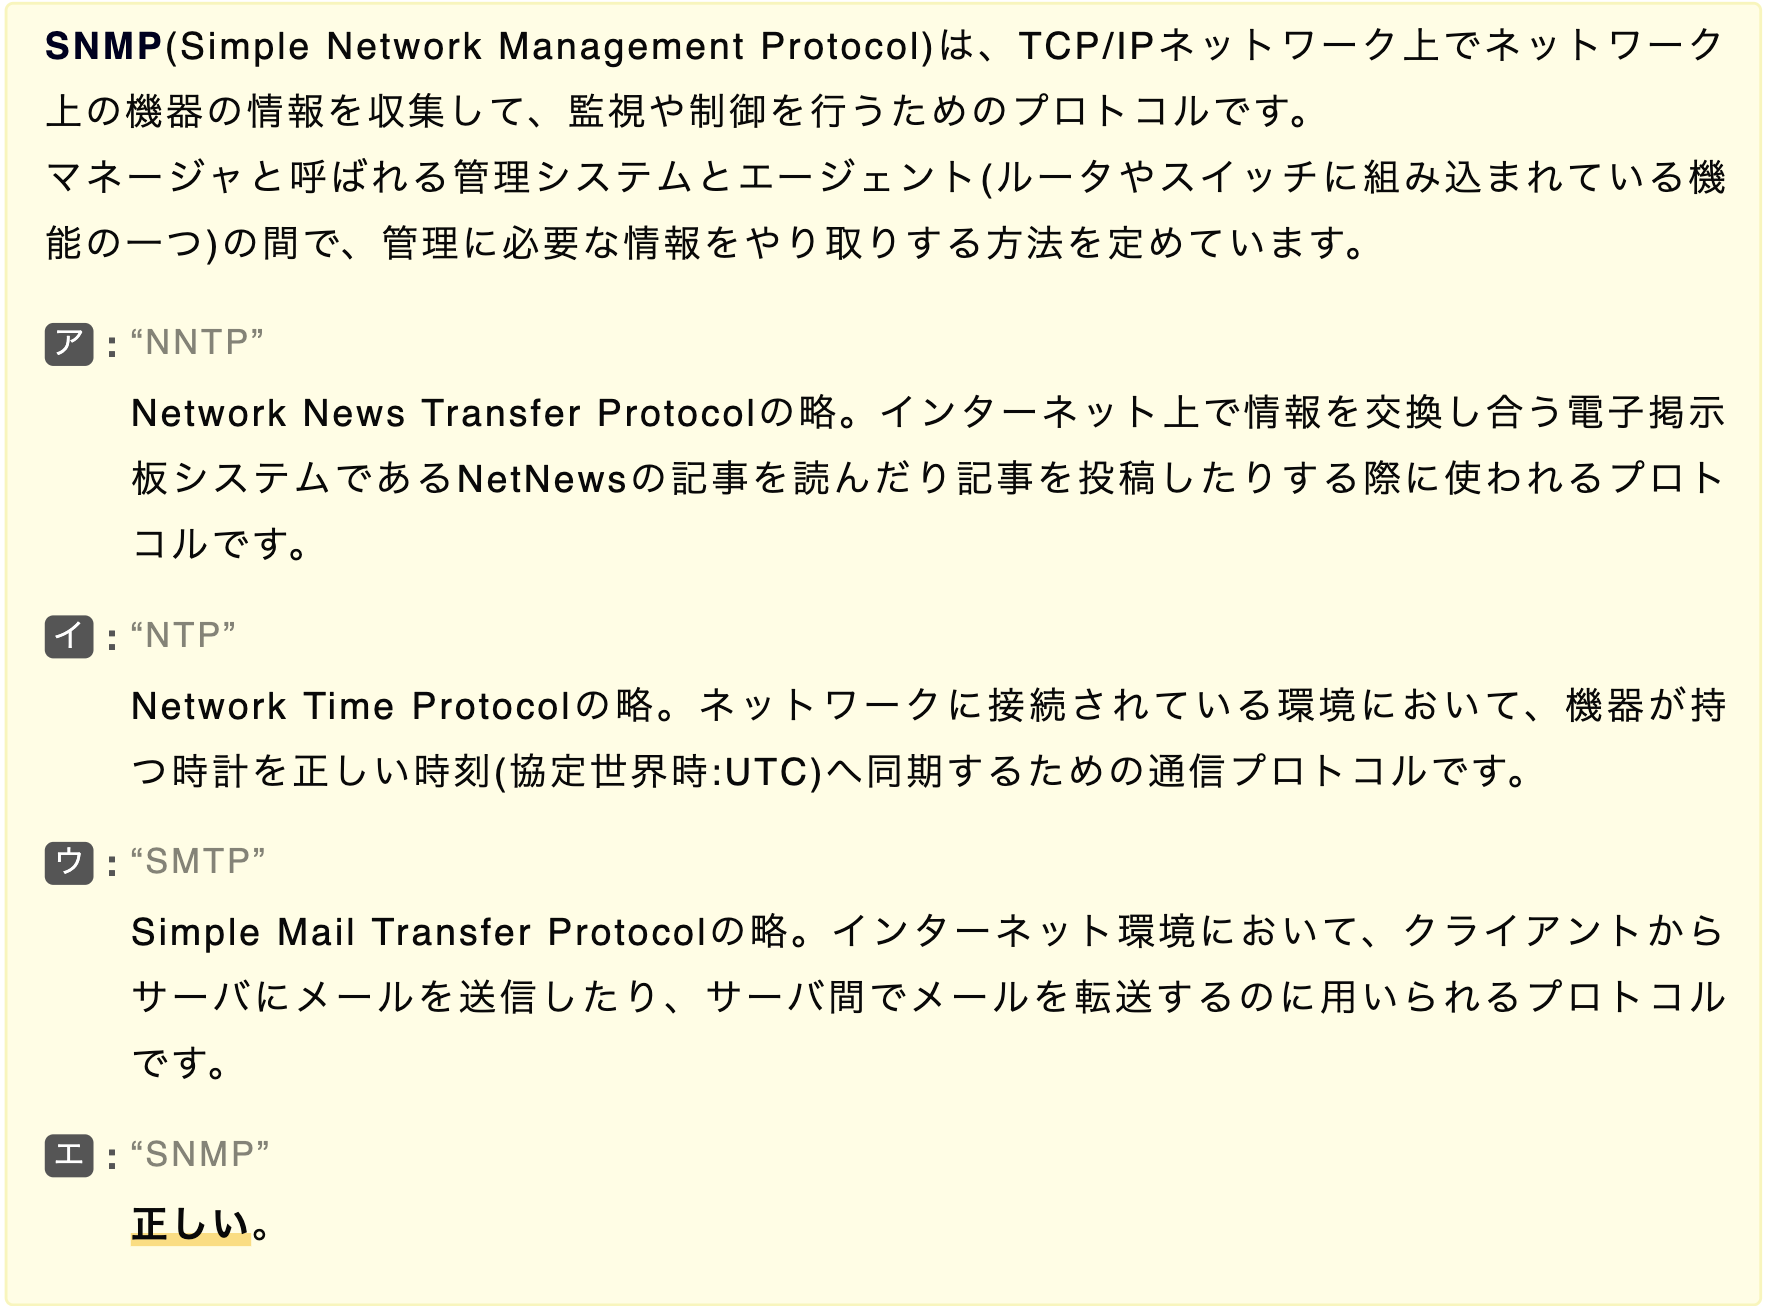 SNMP(Simple Network Management Protocol)は、TCP/IPネットワーク上でネットワーク
上の機器の情報を収集して、監視や制御を行うためのプロトコルです。
マネージャと呼ばれる管理システムとエージェント(ルータやスイッチに組み込まれている機
能の一つ)の間で、管理に必要な情報をやり取りする方法を定めています。
ア：“NNTP”
Network News Transfer Protocolの略。インターネット上で情報を交換し合う電子掲示
板システムであるNetNewsの記事を読んだり記事を投稿したりする際に使われるプロト
コルです。
イ：“NTP”
Network Time Protocolの略。ネットワークに接続されている環境において、機器が持
つ時計を正しい時刻(協定世界時:UTC)へ同期するための通信プロトコルです。
ウ：“SMTP”
Simple Mail Transfer Protocolの略。インターネット環境において、クライアントから
サーバにメールを送信したり、サーバ間でメールを転送するのに用いられるプロトコル
です。
エ：“SNMP”
正しい。